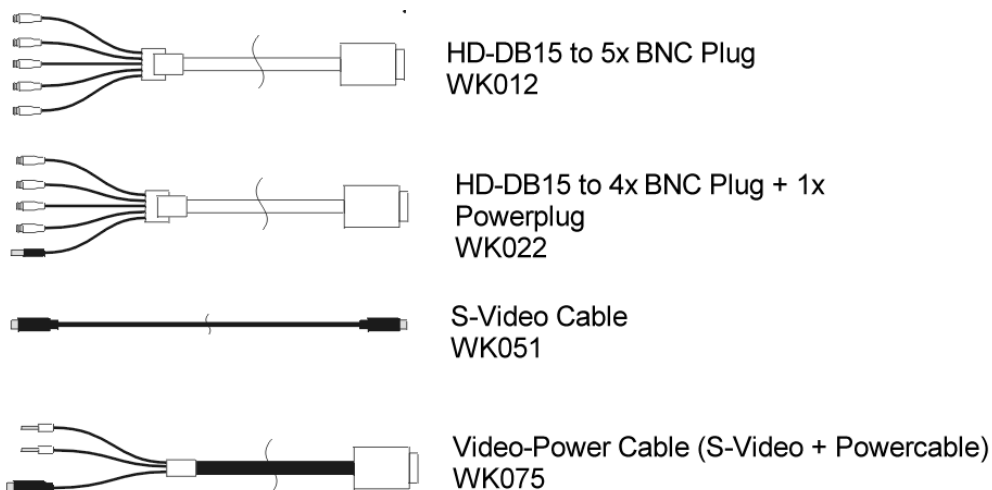 HD-DB15 to 5x BNC Plug
WK012
HD-DB15 to 4x BNC Plug + 1x
Powerplug
WK022
S-Video Cable
WK051
Video-Power Cable (S-Video + Powercable)
WK075